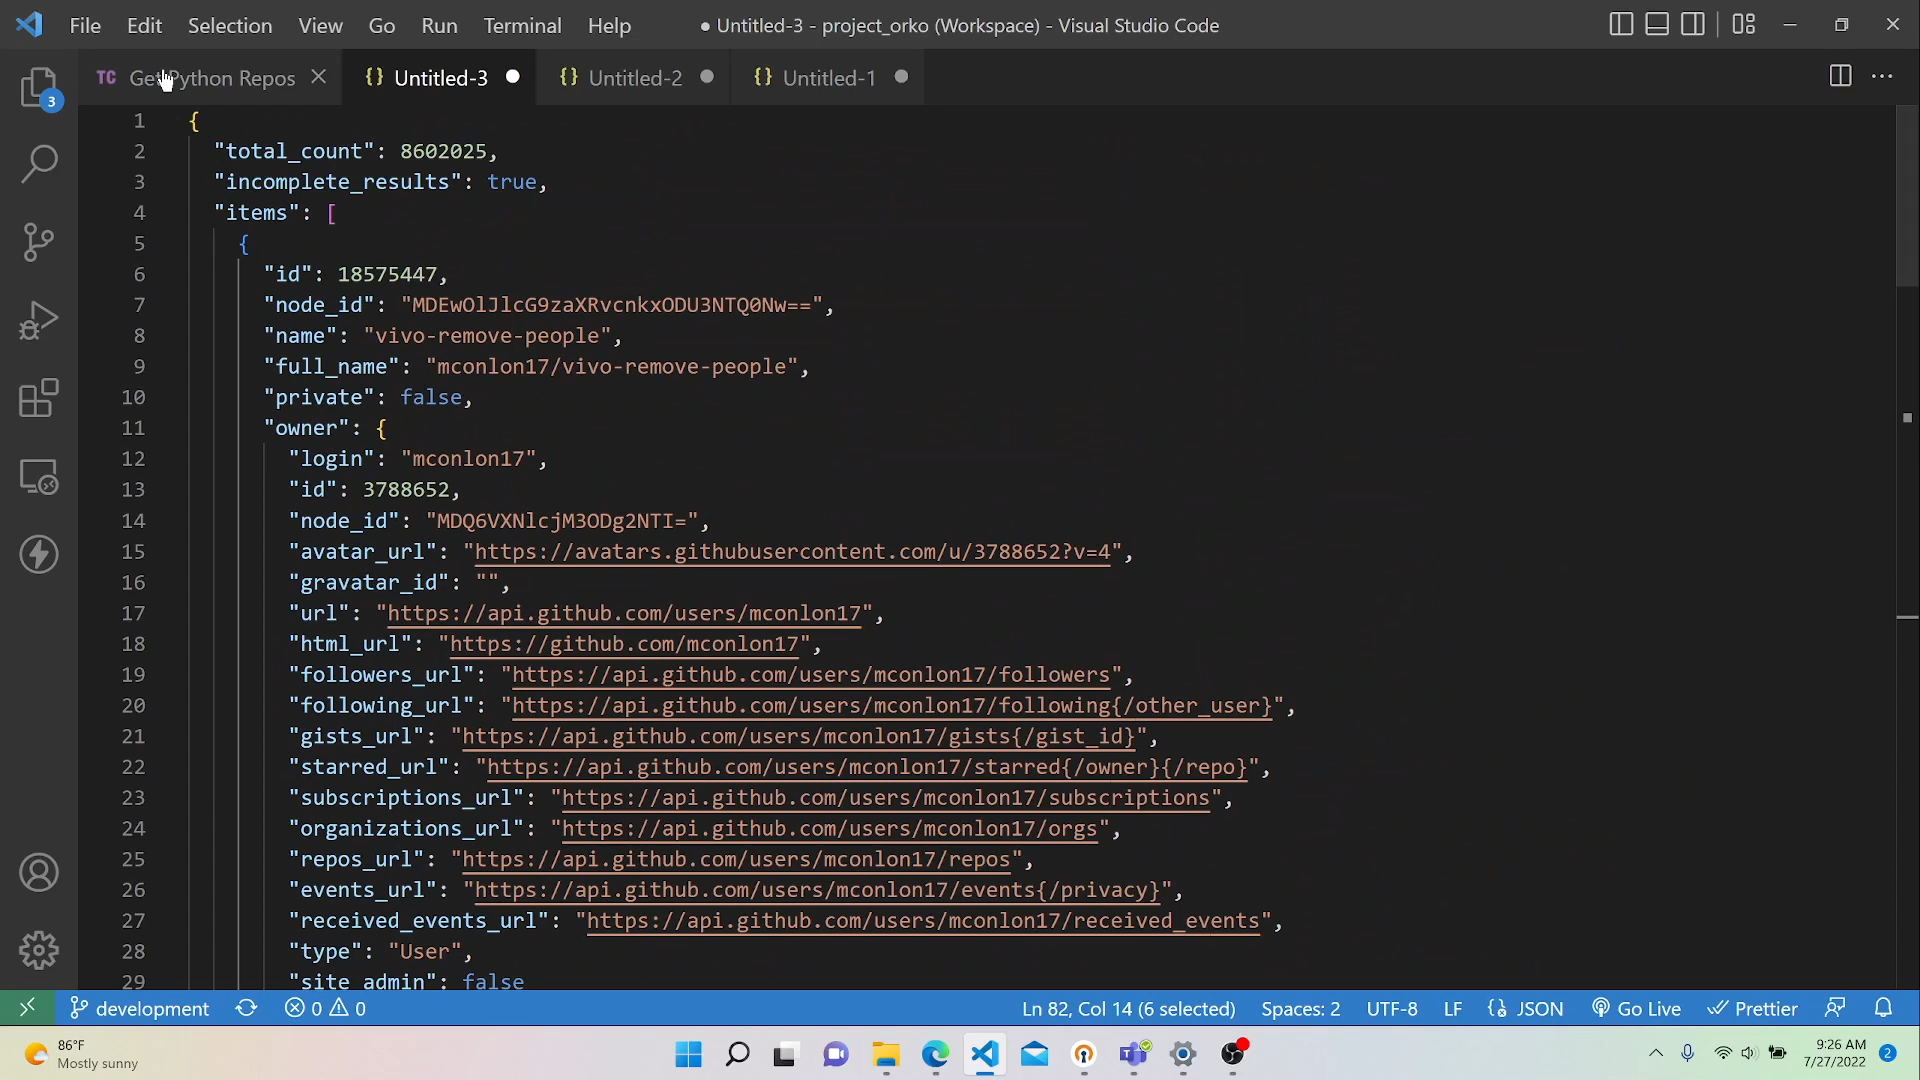 File Edit Selection View Go Run Terminal Help ● Untitled-3 - project_orko (Workspace) - Visual Studio Code
TC Get Python Repos Untitled-3 Untitled-2 Untitled-1
3
1 {
2 "total_count": 8602025,
3 "incomplete_results": true,
4 "items": [
5 {
6 "id": 18575447,
7 "node_id": "MDEwOlJlcG9zaXRvcnkxODU3NTQ0Nw==",
8 "name": "vivo-remove-people",
9 "full_name": "mconlon17/vivo-remove-people",
10 "private": false,
11 "owner": {
12 "login": "mconlon17",
13 "id": 3788652,
14 "node_id": "MDQ6VXNlcjM3ODg2NTI=",
15 "avatar_url": "https://avatars.githubusercontent.com/u/3788652?v=4",
16 "gravatar_id": "",
17 "url": "https://api.github.com/users/mconlon17",
18 "html_url": "https://github.com/mconlon17",
19 "followers_url": "https://api.github.com/users/mconlon17/followers",
20 "following_url": "https://api.github.com/users/mconlon17/following{/other_user}",
21 "gists_url": "https://api.github.com/users/mconlon17/gists{/gist_id}",
22 "starred_url": "https://api.github.com/users/mconlon17/starred{/owner}{/repo}",
23 "subscriptions_url": "https://api.github.com/users/mconlon17/subscriptions",
24 "organizations_url": "https://api.github.com/users/mconlon17/orgs",
25 "repos_url": "https://api.github.com/users/mconlon17/repos",
26 "events_url": "https://api.github.com/users/mconlon17/events{/privacy}",
27 "received_events_url": "https://api.github.com/users/mconlon17/received_events",
28 "type": "User",
29 "site_admin": false
development 0 0 Ln 82, Col 14 (6 selected) Spaces: 2 UTF-8 LF JSON Go Live Prettier
86°F
Mostly sunny
9:26 AM
7/27/2022
2